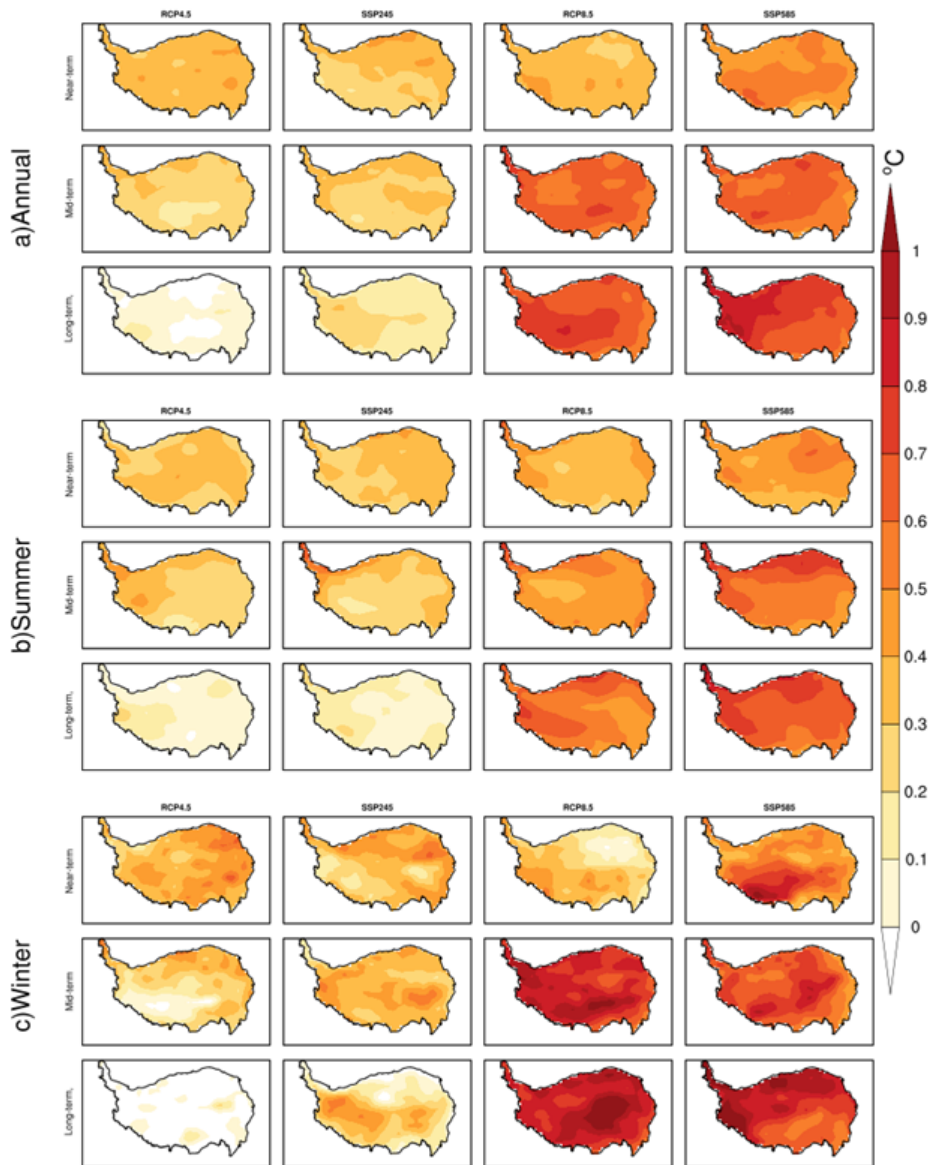 RCP4.5 SSP245 RCP8.5 SSP585
Near-term
a)Annual
Mid-term
Long-term,
RCP4.5 SSP245 RCP8.5 SSP585
Near-term
b)Summer
Mid-term
Long-term,
RCP4.5 SSP245 RCP8.5 SSP585
Near-term
c)Winter
Mid-term
Long-term,
°C
1
0.9
0.8
0.7
0.6
0.5
0.4
0.3
0.2
0.1
0